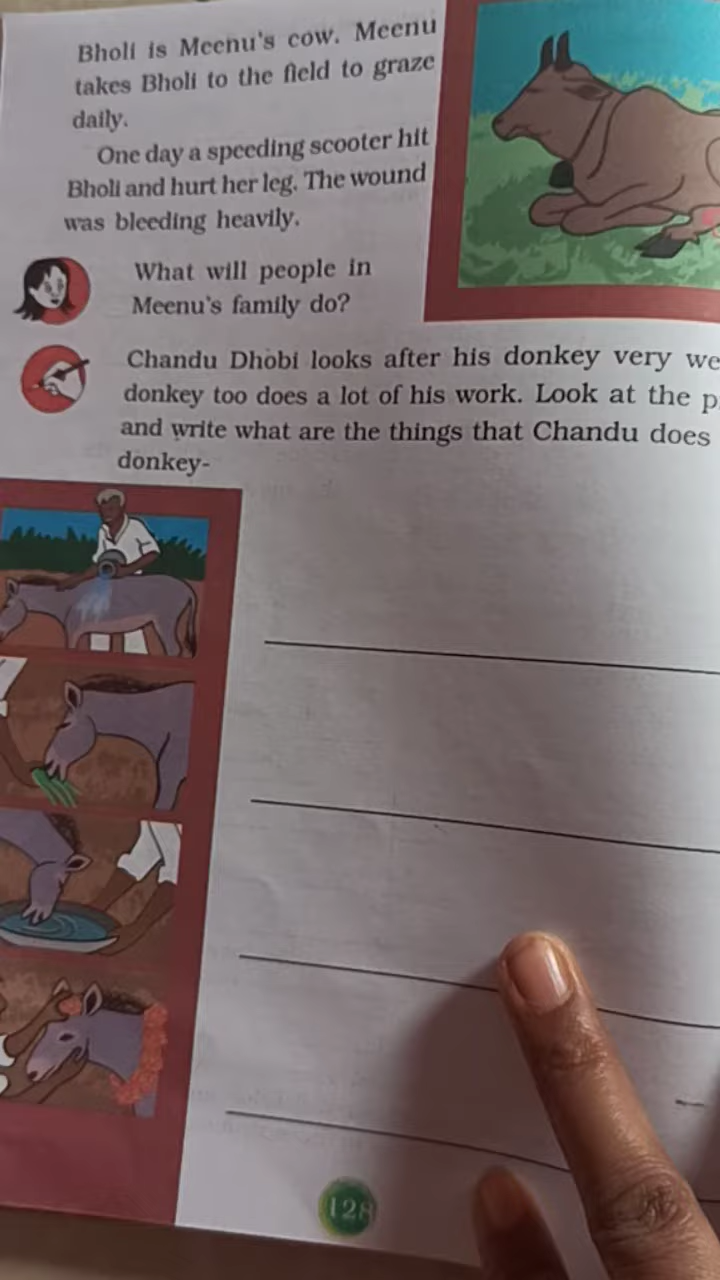 Bholi is Meenu's cow. Meenu
takes Bholi to the field to graze
daily.
One day a speeding scooter hit
Bholi and hurt her leg. The wound
was bleeding heavily.
What will people in
Meenu's family do?
Chandu Dhobi looks after his donkey very we
donkey too does a lot of his work. Look at the p
and write what are the things that Chandu does
donkey-
128